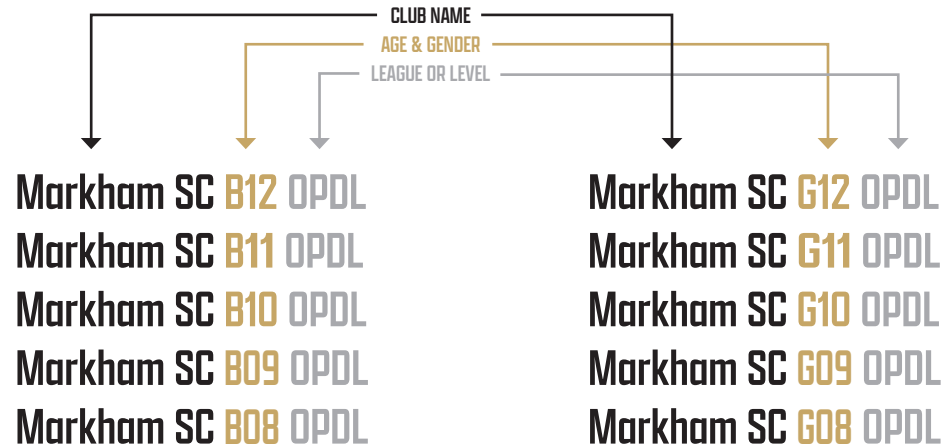 CLUB NAME
AGE & GENDER
LEAGUE OR LEVEL
Markham SC B12 OPDL
Markham SC G12 OPDL
Markham SC B11 OPDL
Markham SC G11 OPDL
Markham SC B10 OPDL
Markham SC G10 OPDL
Markham SC B09 OPDL
Markham SC G09 OPDL
Markham SC B08 OPDL
Markham SC G08 OPDL